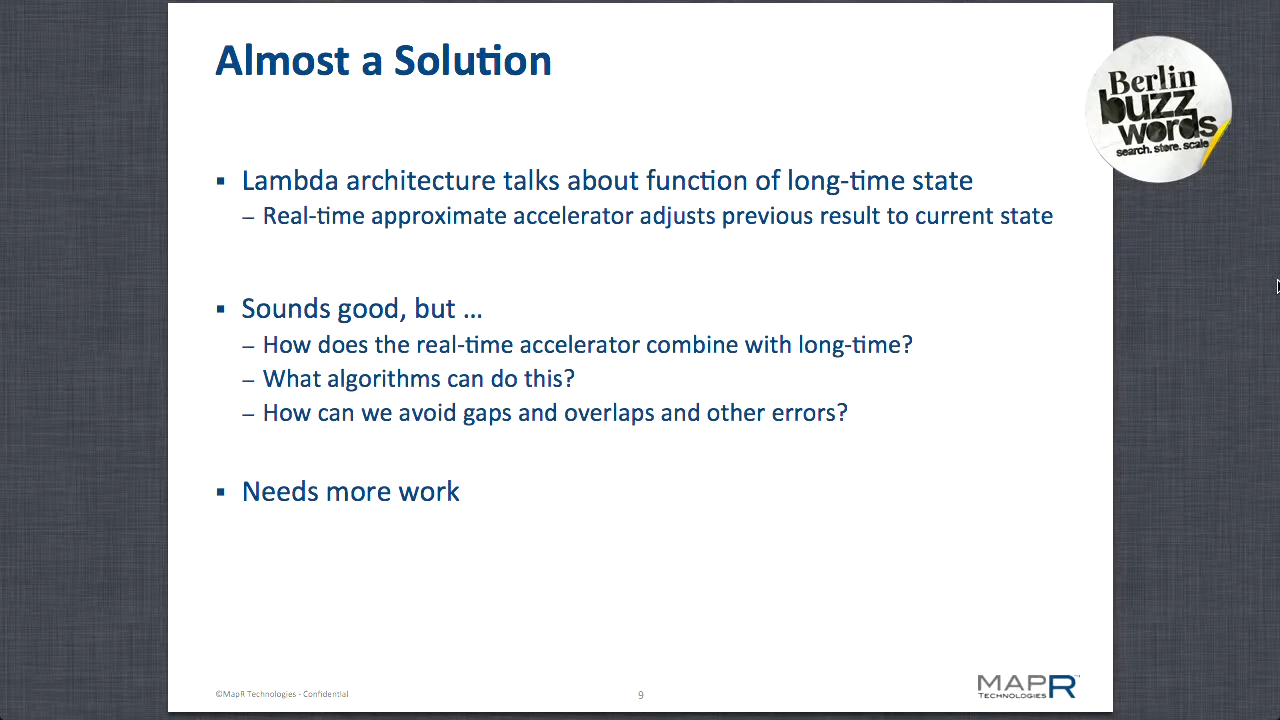 Almost a Solution
Berlin
buzz
words
search. store. scale
▪ Lambda architecture talks about function of long-time state
– Real-time approximate accelerator adjusts previous result to current state
▪ Sounds good, but …
– How does the real-time accelerator combine with long-time?
– What algorithms can do this?
– How can we avoid gaps and overlaps and other errors?
▪ Needs more work
©MapR Technologies - Confidential
9
MAPR™
TECHNOLOGIES